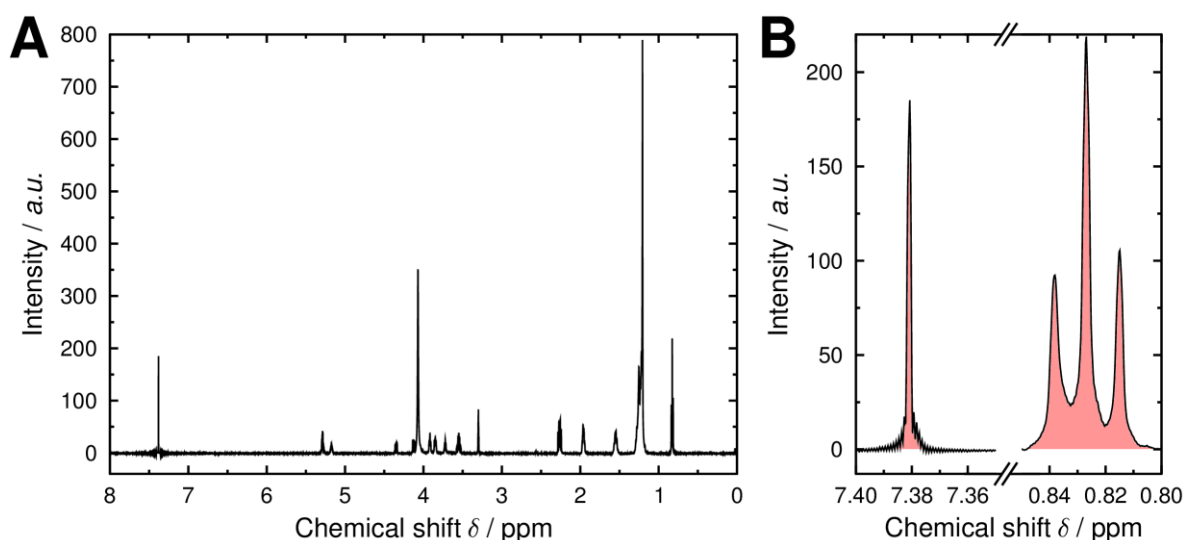 A
800
700
600
500
400
300
200
100
0
Intensity / a.u.
8 7 6 5 4 3 2 1 0
Chemical shift δ / ppm
B
200
150
100
50
0
Intensity / a.u.
7.40 7.38 7.36 0.84 0.82 0.80
Chemical shift δ / ppm